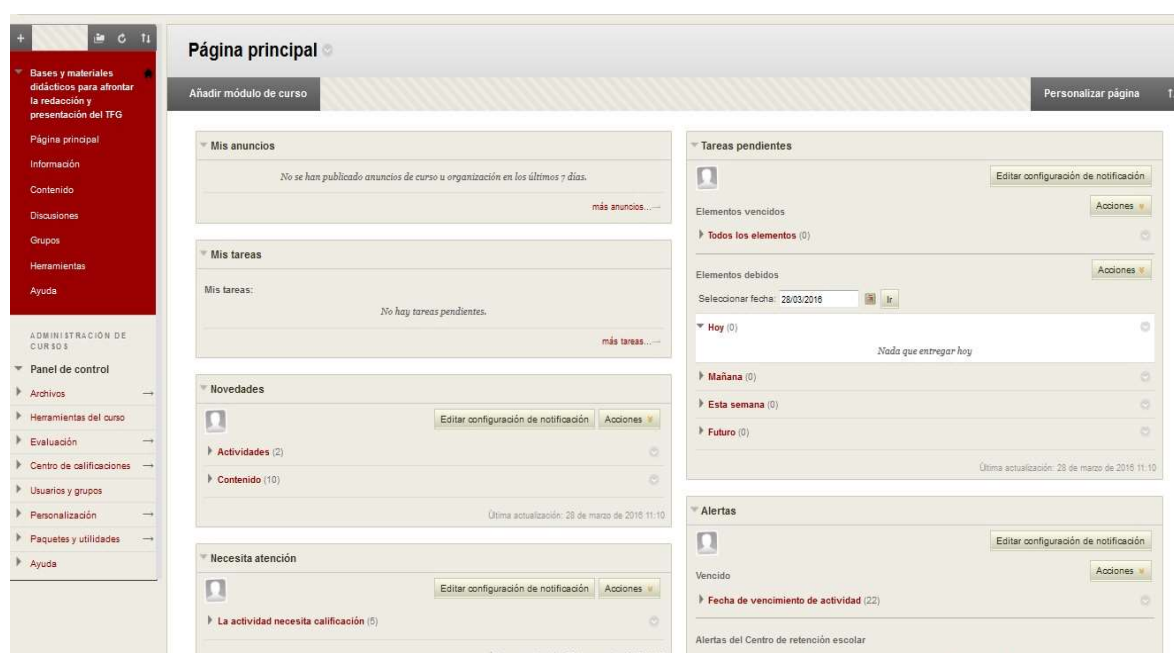 Bases y materiales
didácticos para afrontar
la redacción y
presentación del TFG
Página principal
Información
Contenido
Discusiones
Grupos
Herramientas
Ayuda
ADMINISTRACIÓN DE
CURSOS
Panel de control
Archivos
Herramientas del curso
Evaluación
Centro de calificaciones
Usuarios y grupos
Personalización
Paquetes y utilidades
Ayuda
Página principal
Añadir módulo de curso
Personalizar página
Mis anuncios
No se han publicado anuncios de curso u organización en los últimos 7 días.
más anuncios...
Mis tareas
Mis tareas:
No hay tareas pendientes.
más tareas...
Novedades
Editar configuración de notificación Acciones
Actividades (2)
Contenido (10)
Última actualización: 28 de marzo de 2016 11:10
Necesita atención
Editar configuración de notificación Acciones
La actividad necesita calificación (5)
Tareas pendientes
Editar configuración de notificación
Acciones
Elementos vencidos
Todos los elementos (0)
Acciones
Elementos debidos
Seleccionar fecha: 28/03/2016 Ir
Hoy (0)
Nada que entregar hoy
Mañana (0)
Esta semana (0)
Futuro (0)
Última actualización: 28 de marzo de 2016 11:10
Alertas
Editar configuración de notificación
Acciones
Vencido
Fecha de vencimiento de actividad (22)
Alertas del Centro de retención escolar